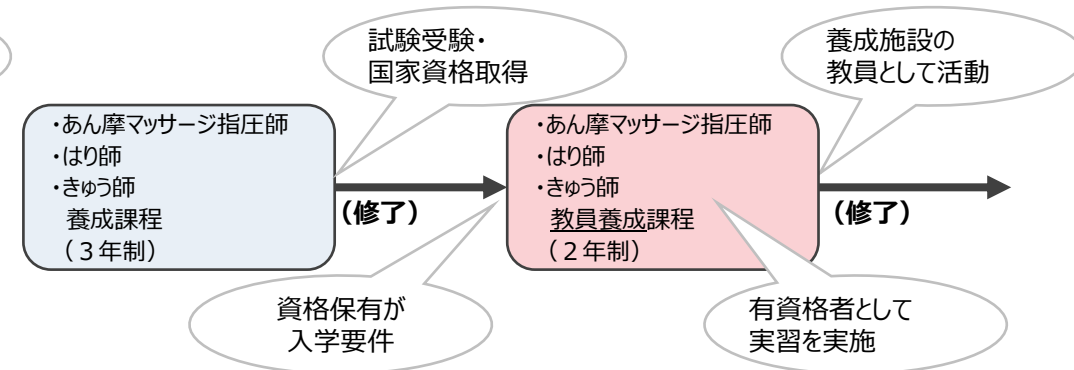 試験受験・
国家資格取得
養成施設の
教員として活動
・あん摩マッサージ指圧師
・はり師
・きゅう師
養成課程
（３年制）
（修了）
・あん摩マッサージ指圧師
・はり師
・きゅう師
教員養成課程
（２年制）
（修了）
資格保有が
入学要件
有資格者として
実習を実施